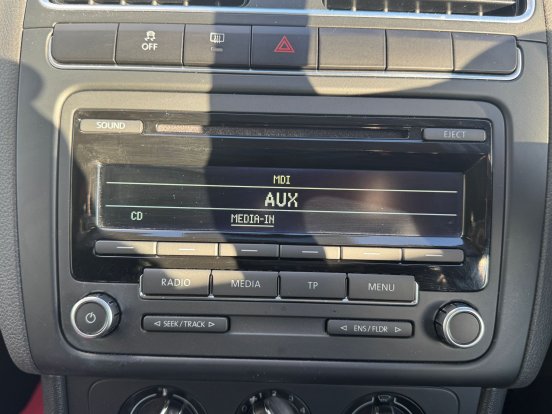 OFF
SOUND
EJECT
MDI
AUX
CD MEDIA-IN
RADIO MEDIA TP MENU
SEEK/TRACK
ENS/FLDR